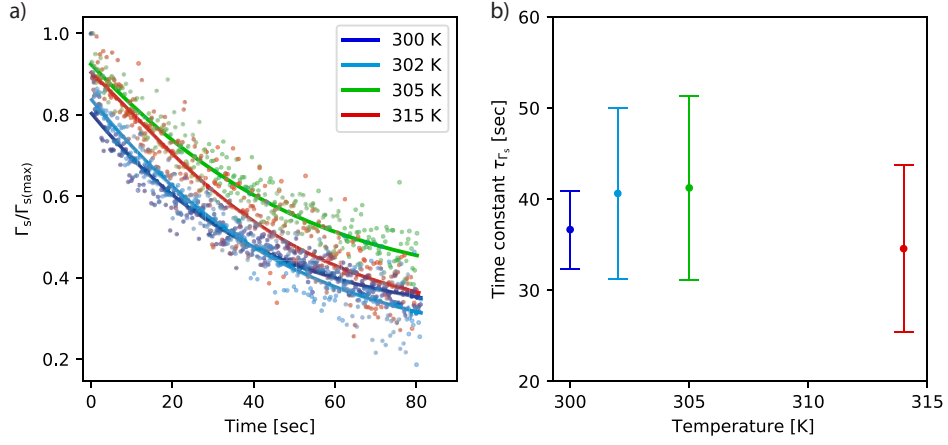 a)
Γs/Γs(max)
1.0
0.8
0.6
0.4
0.2
0
20
40
60
80
Time [sec]
300 K
302 K
305 K
315 K
b)
Time constant τΓs [sec]
60
50
40
30
20
300
305
310
315
Temperature [K]